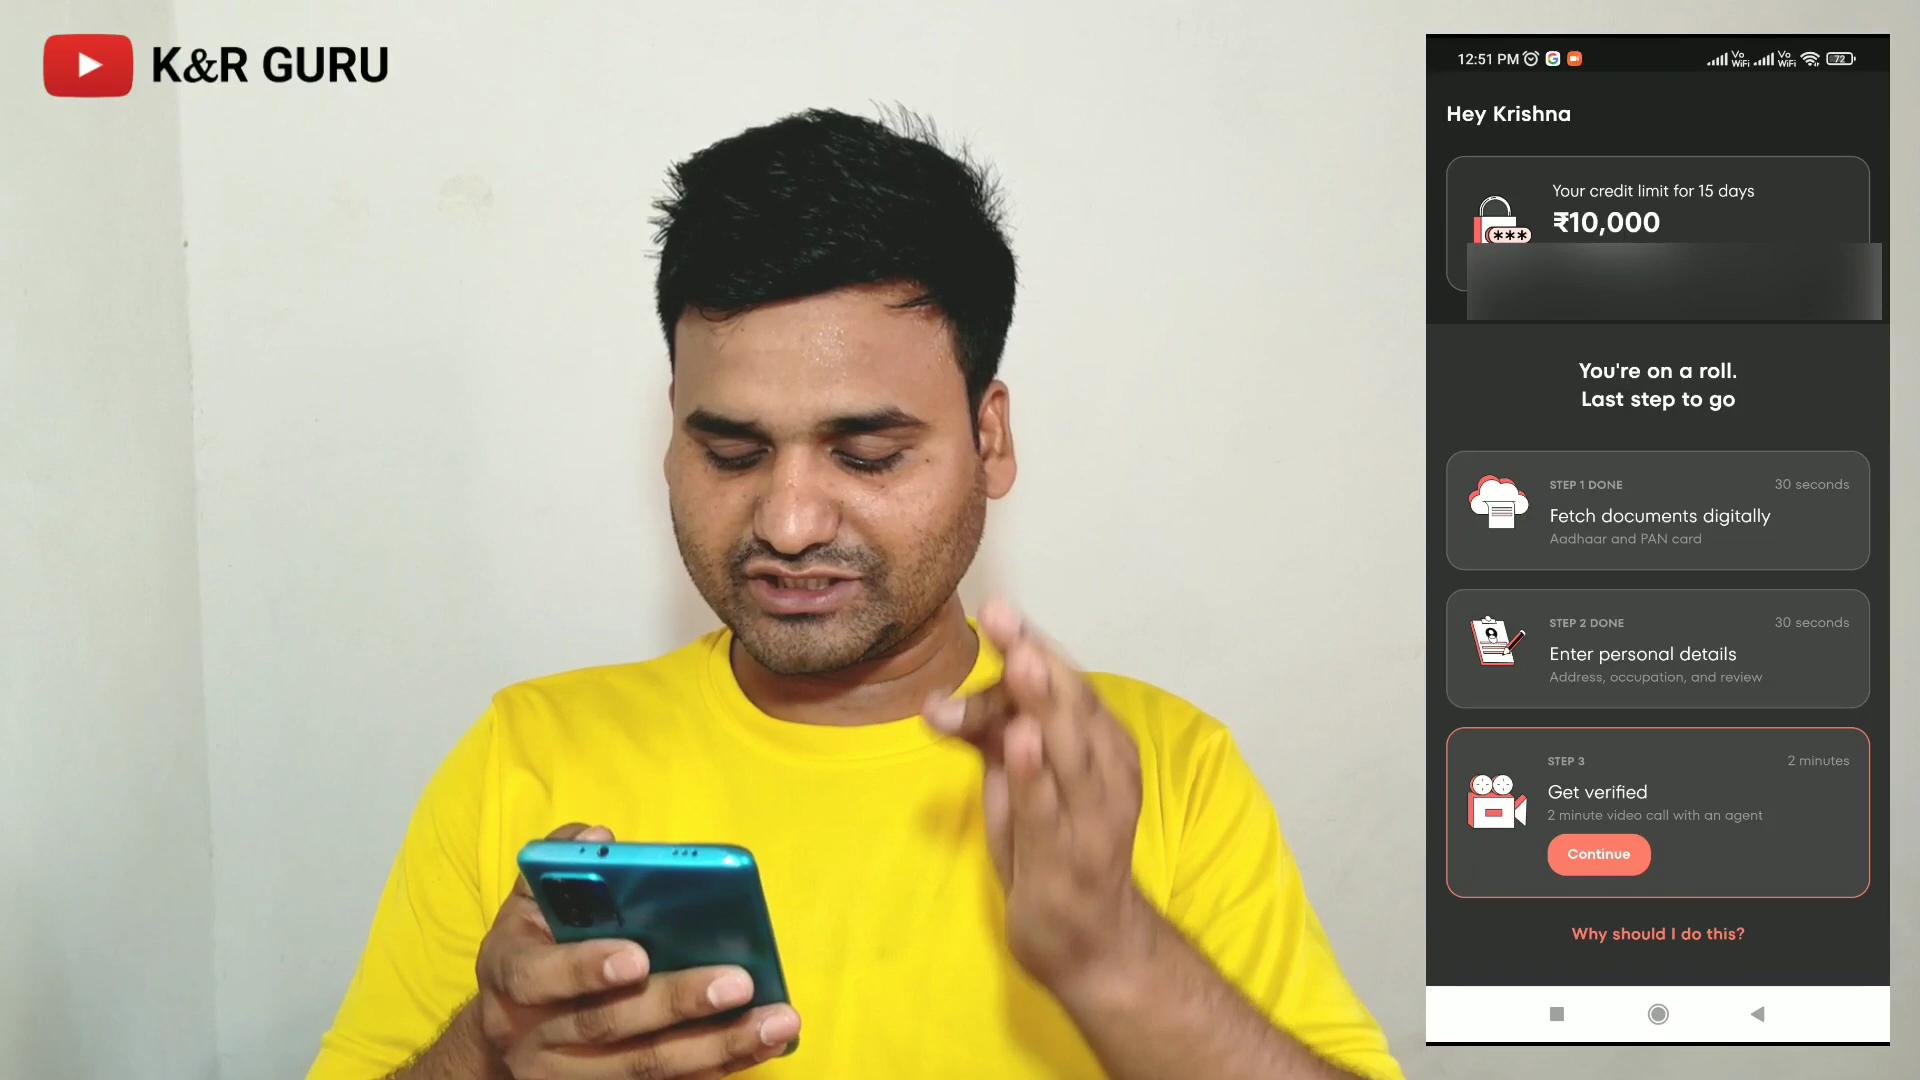 K&R GURU
12:51 PM
Vo
WiFi
Vo
WiFi
72
Hey Krishna
Your credit limit for 15 days
₹10,000
***
You're on a roll.
Last step to go
STEP 1 DONE
30 seconds
Fetch documents digitally
Aadhaar and PAN card
STEP 2 DONE
30 seconds
Enter personal details
Address, occupation, and review
STEP 3
2 minutes
Get verified
2 minute video call with an agent
Continue
Why should I do this?